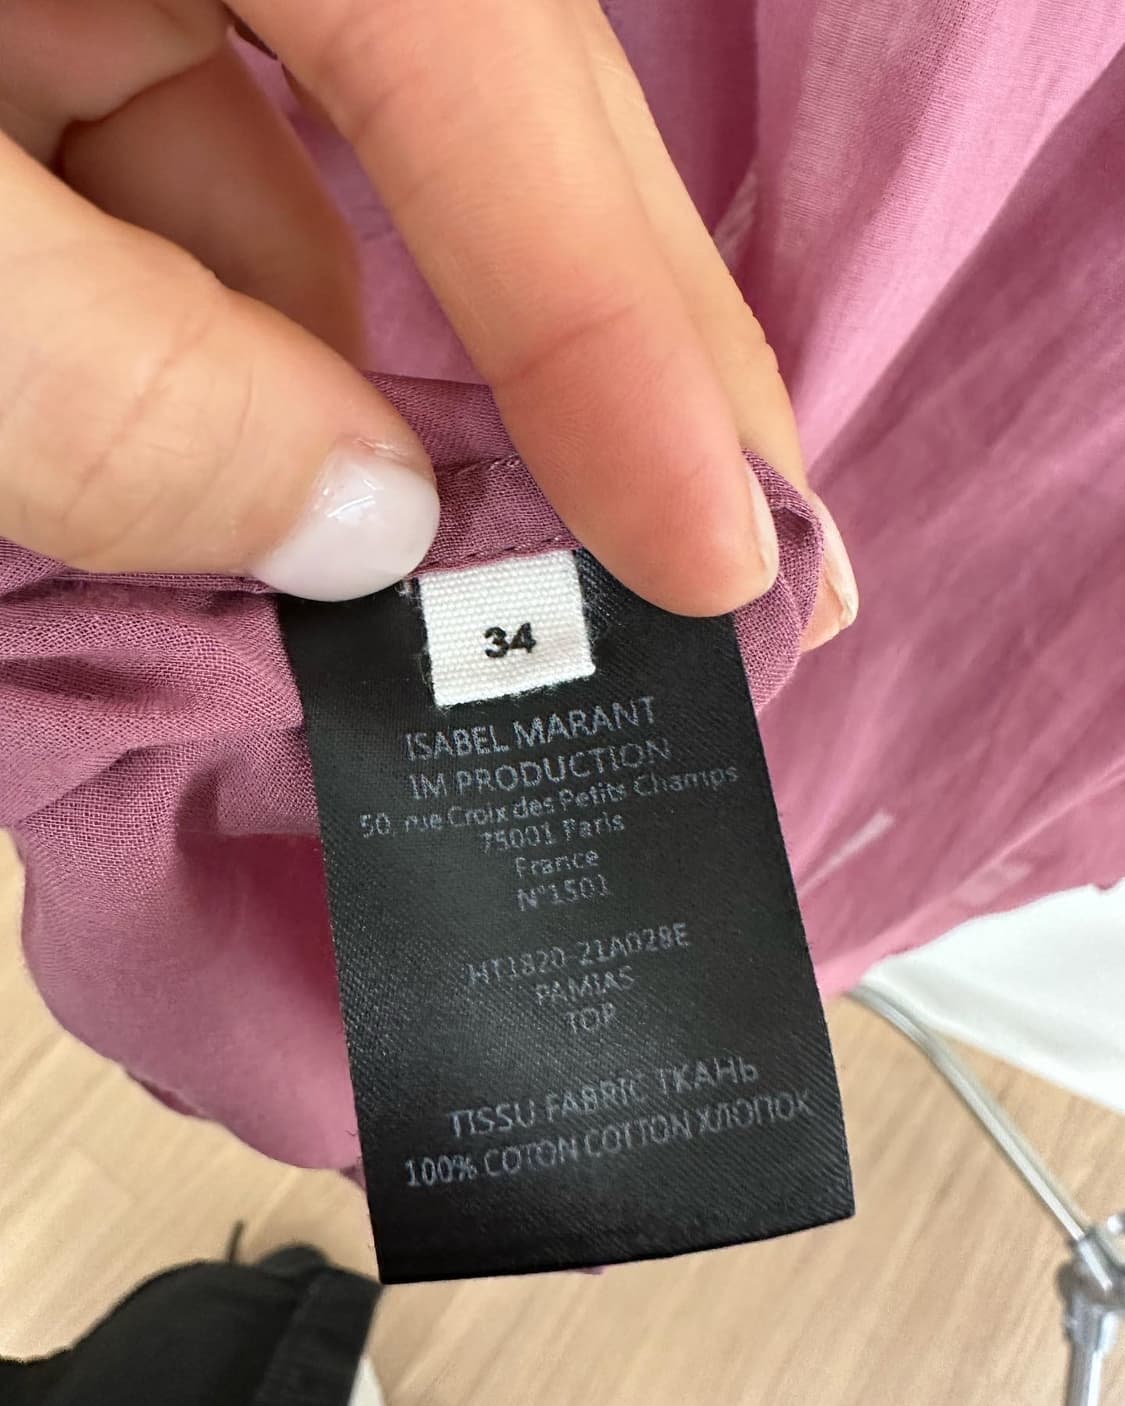 34
ISABEL MARANT
IM PRODUCTION
50, rue Croix des Petits Champs
75001 Paris
France
N°1501
HT1820-21A028E
PAMIAS
TOP
TISSU FABRIC ТКАНЬ
100% COTON COTTON ХЛОПОК